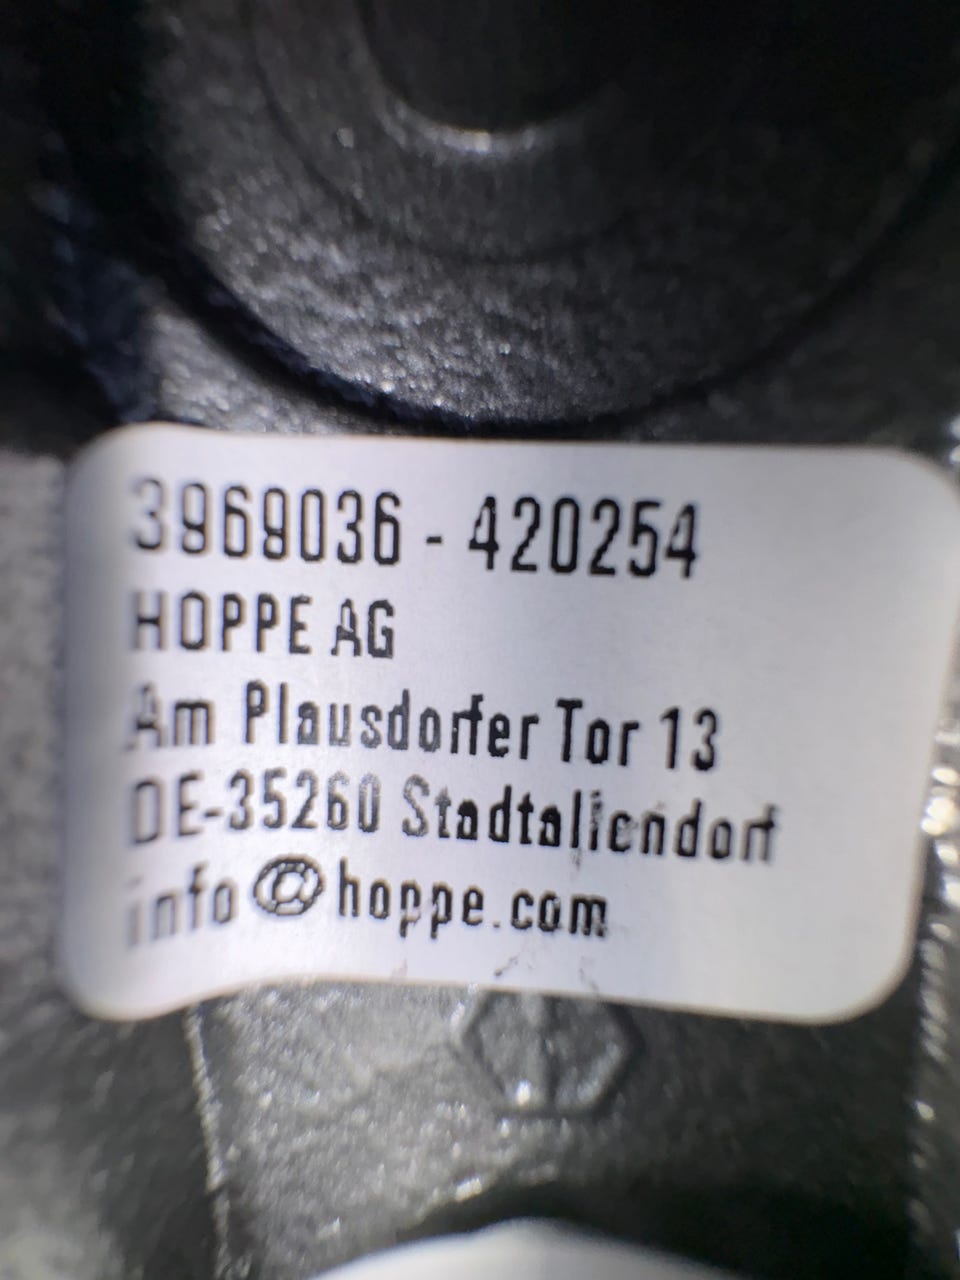 3969036 - 420254
HOPPE AG
Am Plausdorfer Tor 13
DE-35260 Stadtallendorf
info@hoppe.com